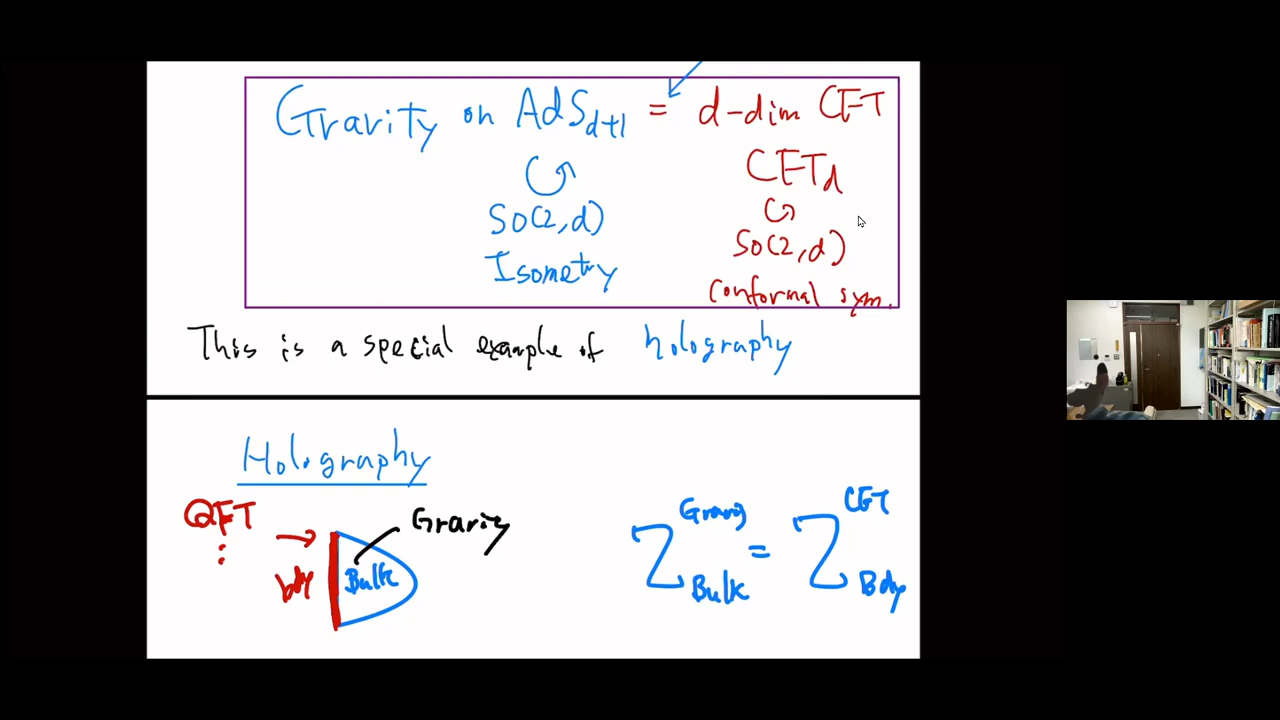 Gravity on AdS_{d+1} = d-dim CFT
CFT_d
SO(2,d) SO(2,d)
Isometry conformal sym.
This is a special example of holography
Holography
QFT
Gravity
bdy Bulk
Z^{Gravity}_{Bulk} = Z^{CFT}_{Bdy}